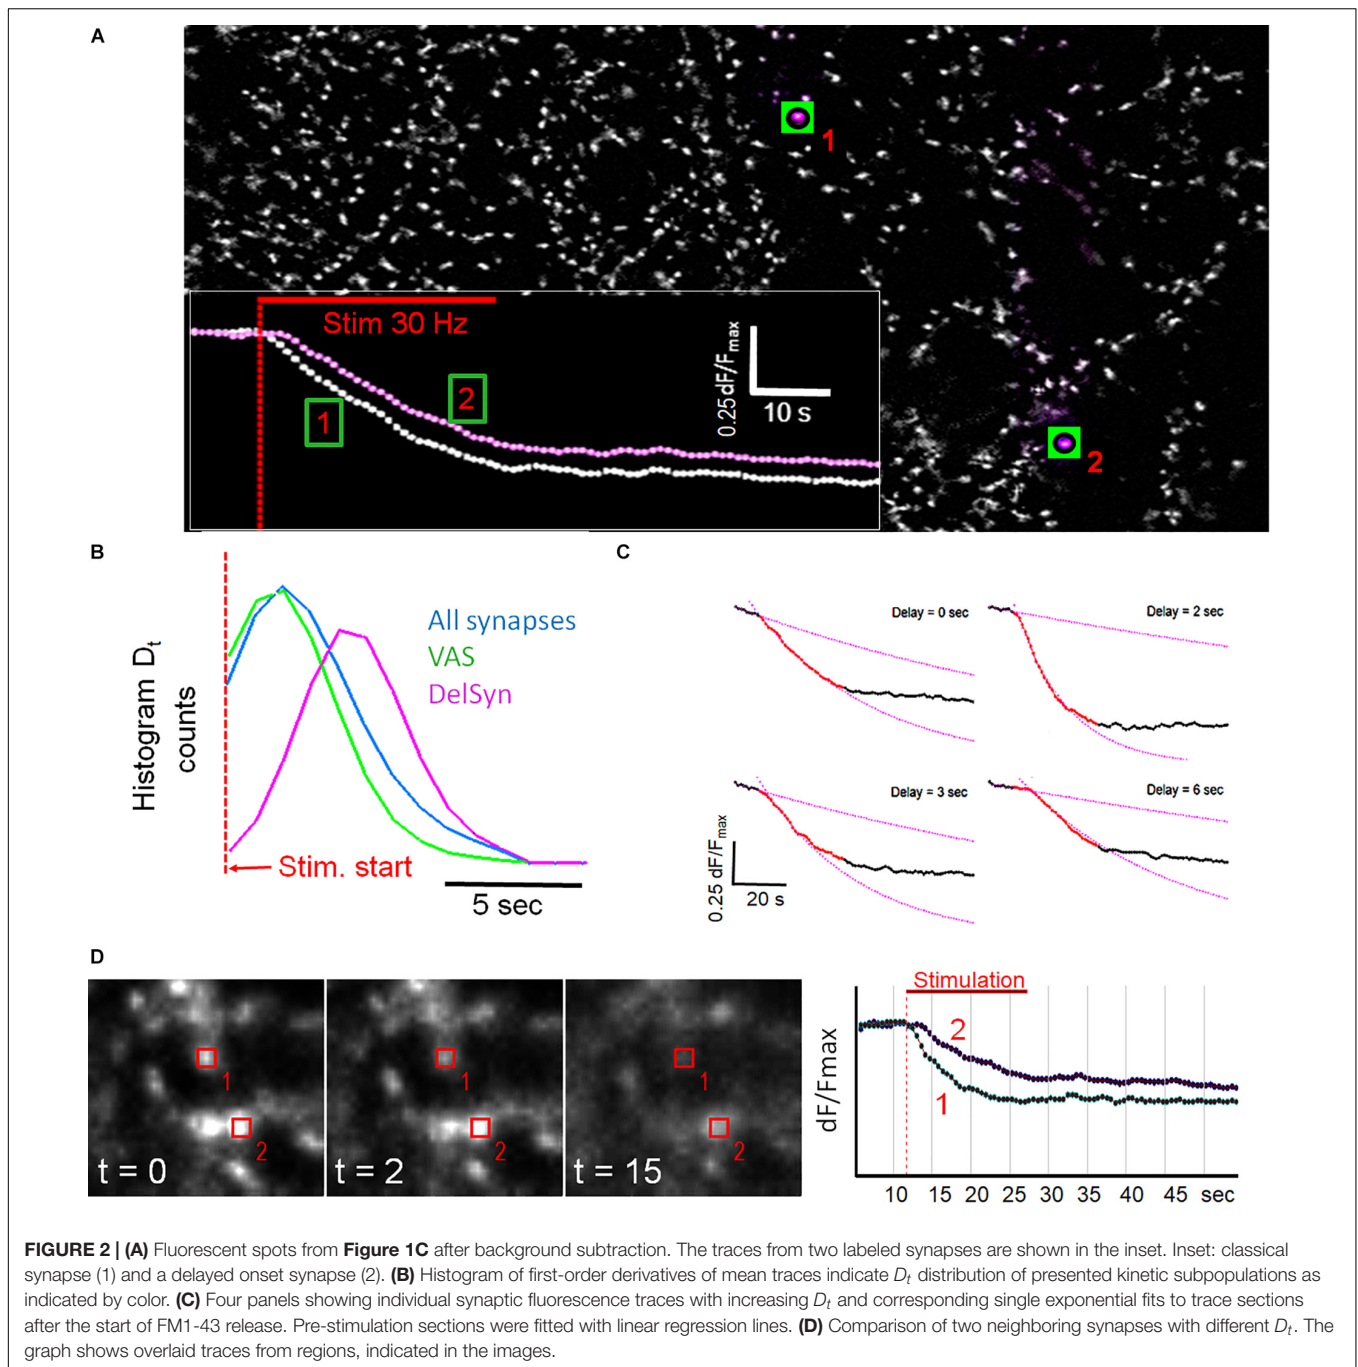 A
1
2
Stim 30 Hz
1
2
0.25 dF/Fmax
10 s
B
Histogram Dt
counts
All synapses
VAS
DelSyn
Stim. start
5 sec
C
Delay = 0 sec
Delay = 2 sec
Delay = 3 sec
Delay = 6 sec
0.25 dF/Fmax
20 s
D
1
2
t = 0
1
2
t = 2
1
2
t = 15
Stimulation
2
1
dF/Fmax
10 15 20 25 30 35 40 45 sec
FIGURE 2 | (A) Fluorescent spots from Figure 1C after background subtraction. The traces from two labeled synapses are shown in the inset. Inset: classical
synapse (1) and a delayed onset synapse (2). (B) Histogram of first-order derivatives of mean traces indicate Dt distribution of presented kinetic subpopulations as
indicated by color. (C) Four panels showing individual synaptic fluorescence traces with increasing Dt and corresponding single exponential fits to trace sections
after the start of FM1-43 release. Pre-stimulation sections were fitted with linear regression lines. (D) Comparison of two neighboring synapses with different Dt. The
graph shows overlaid traces from regions, indicated in the images.